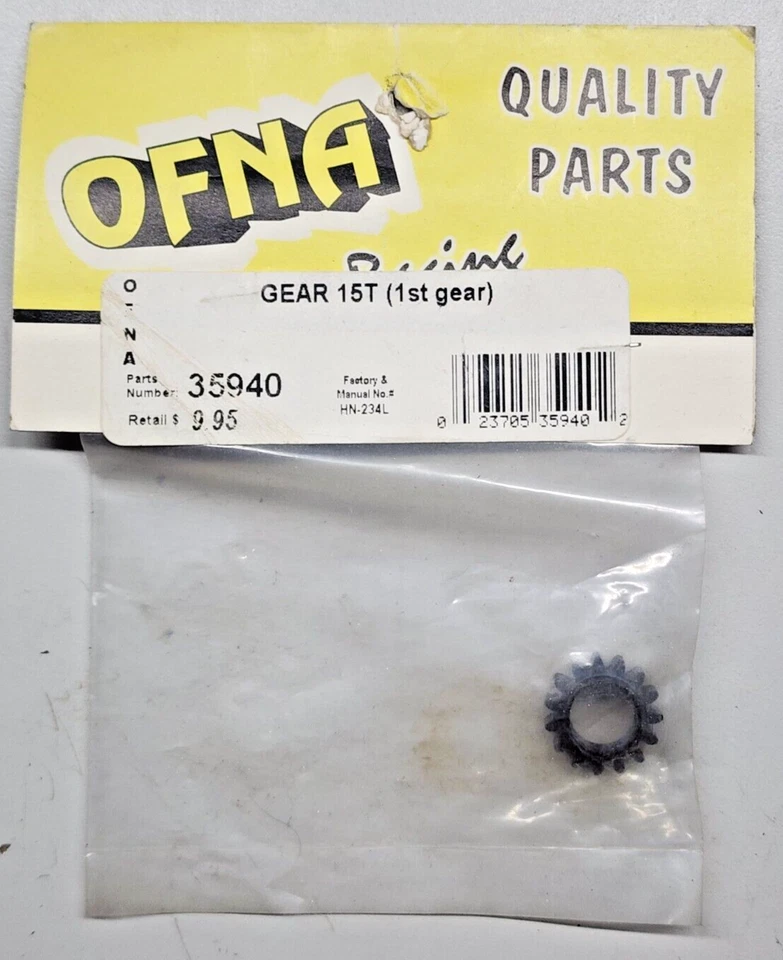 OFNA
QUALITY
PARTS
Racing
GEAR 15T (1st gear)
O
F
N
A
Parts
Number:
35940
Retail $ 9.95
Factory &
Manual No.#
HN-234L
0 23705 35940 2